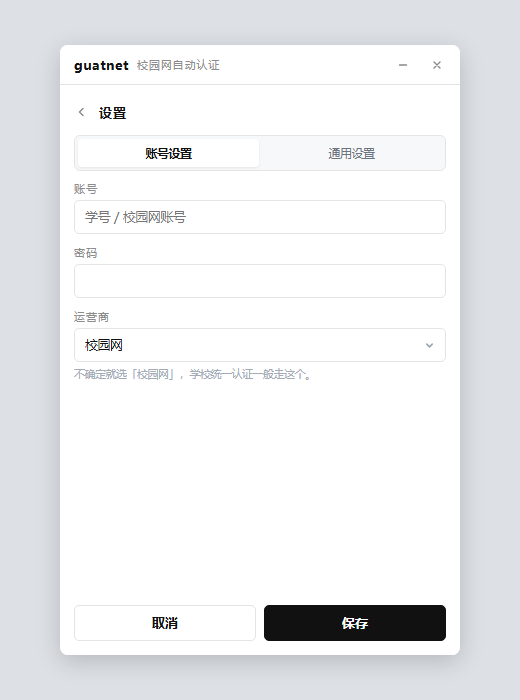 guatnet 校园网自动认证
设置
账号设置 通用设置
账号
学号 / 校园网账号
密码
运营商
校园网
不确定就选「校园网」，学校统一认证一般走这个。
取消 保存